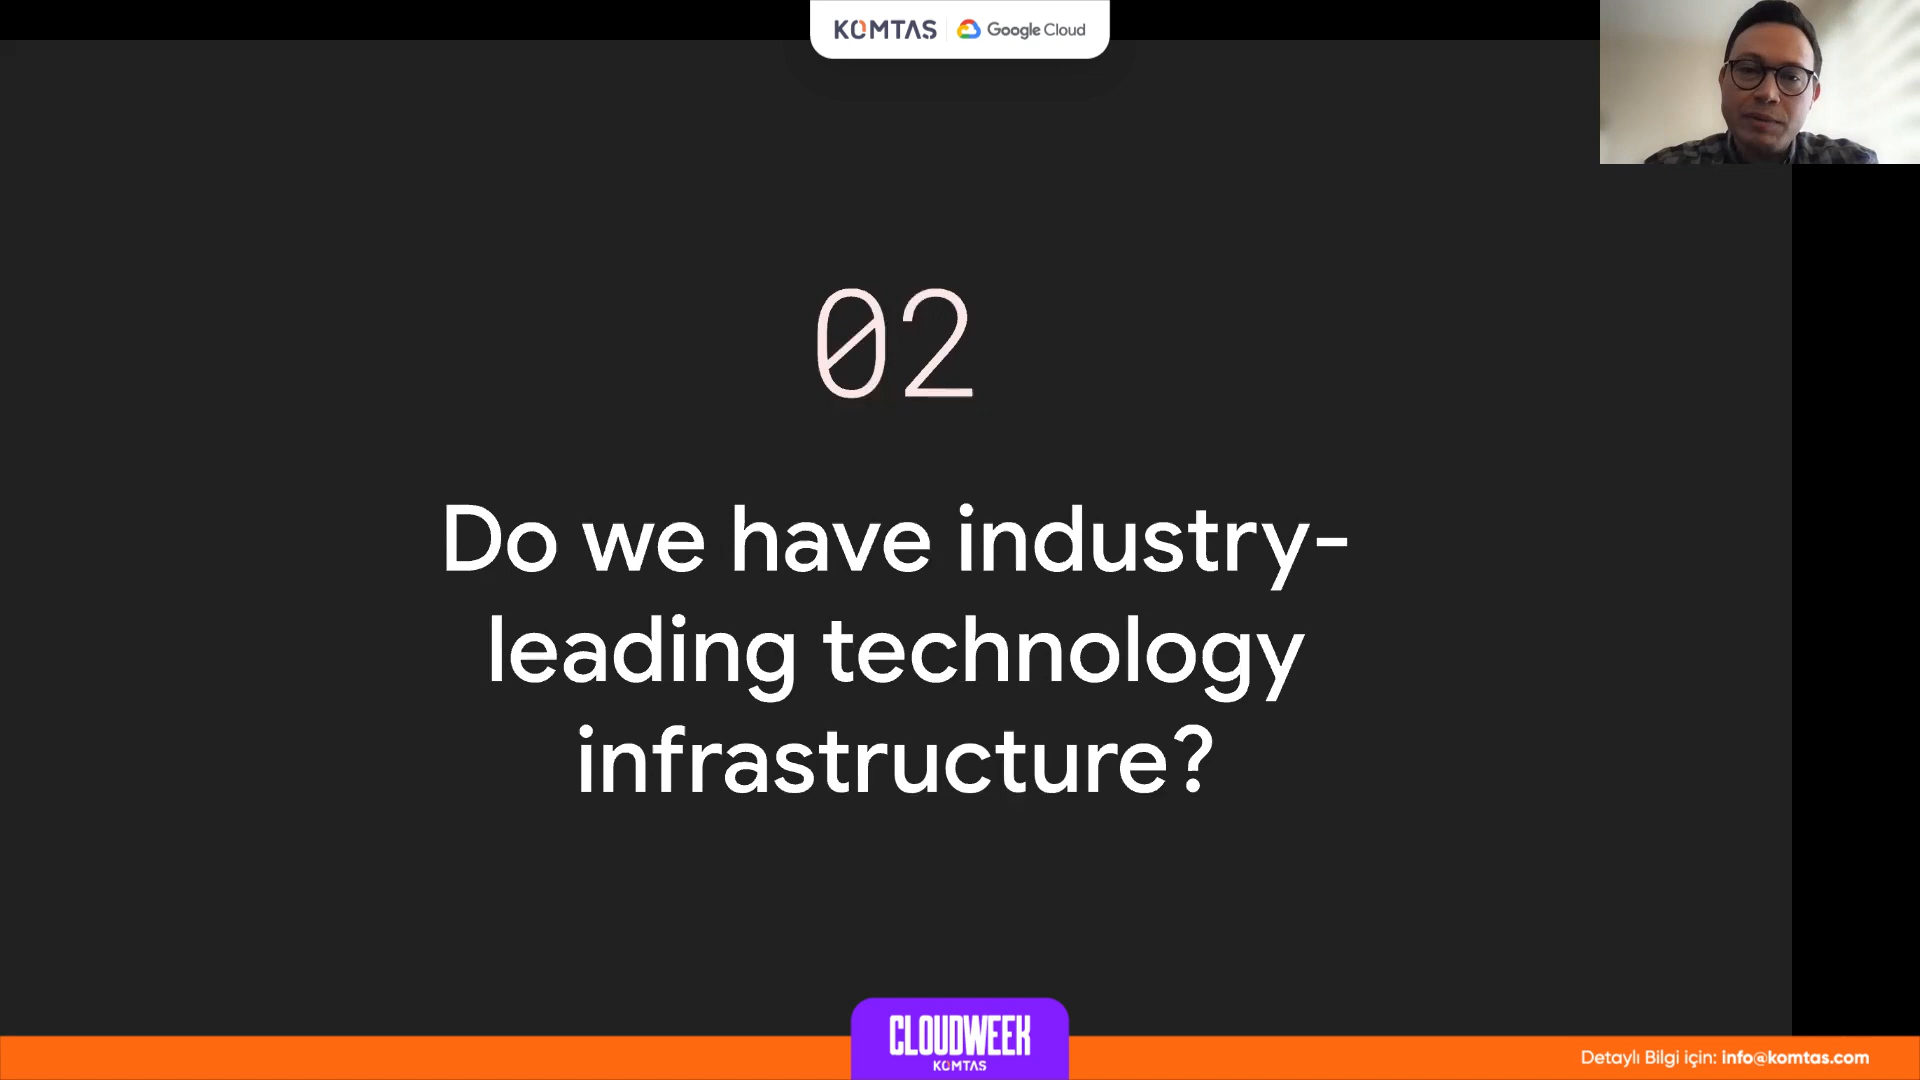 KOMTAS Google Cloud
02
Do we have industry-
leading technology
infrastructure?
CLOUDWEEK
KOMTAS
Detaylı Bilgi için: info@komtas.com